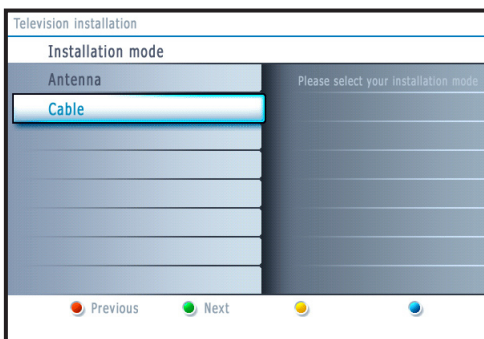 Television installation
Installation mode
Antenna
Please select your installation mode
Cable
Previous Next